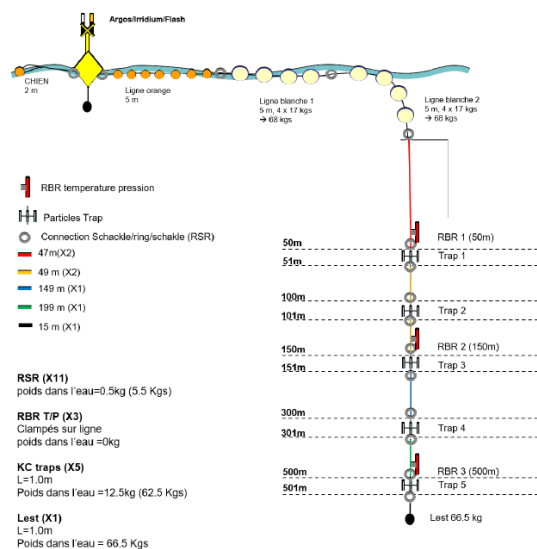 Argos/Irridium/Flash
CHIEN
2 m
Ligne orange
5 m
Ligne blanche 1
5 m, 4 x 17 kgs
→ 68 kgs
Ligne blanche 2
5 m, 4 x 17 kgs
→ 68 kgs
RBR temperature pression
Particles Trap
Connection Schackle/ring/schakle (RSR)
47m(X2)
49 m (X2)
149 m (X1)
199 m (X1)
15 m (X1)
RSR (X11)
poids dans l'eau=0.5kg (5.5 Kgs)
RBR T/P (X3)
Clampés sur ligne
poids dans l'eau =0kg
KC traps (X5)
L=1.0m
Poids dans l'eau =12.5kg (62.5 Kgs)
Lest (X1)
L=1.0m
Poids dans l'eau = 66.5 Kgs
50m
RBR 1 (50m)
51m
Trap 1
100m
101m
Trap 2
150m
RBR 2 (150m)
151m
Trap 3
300m
301m
Trap 4
500m
RBR 3 (500m)
501m
Trap 5
Lest 66.5 kg